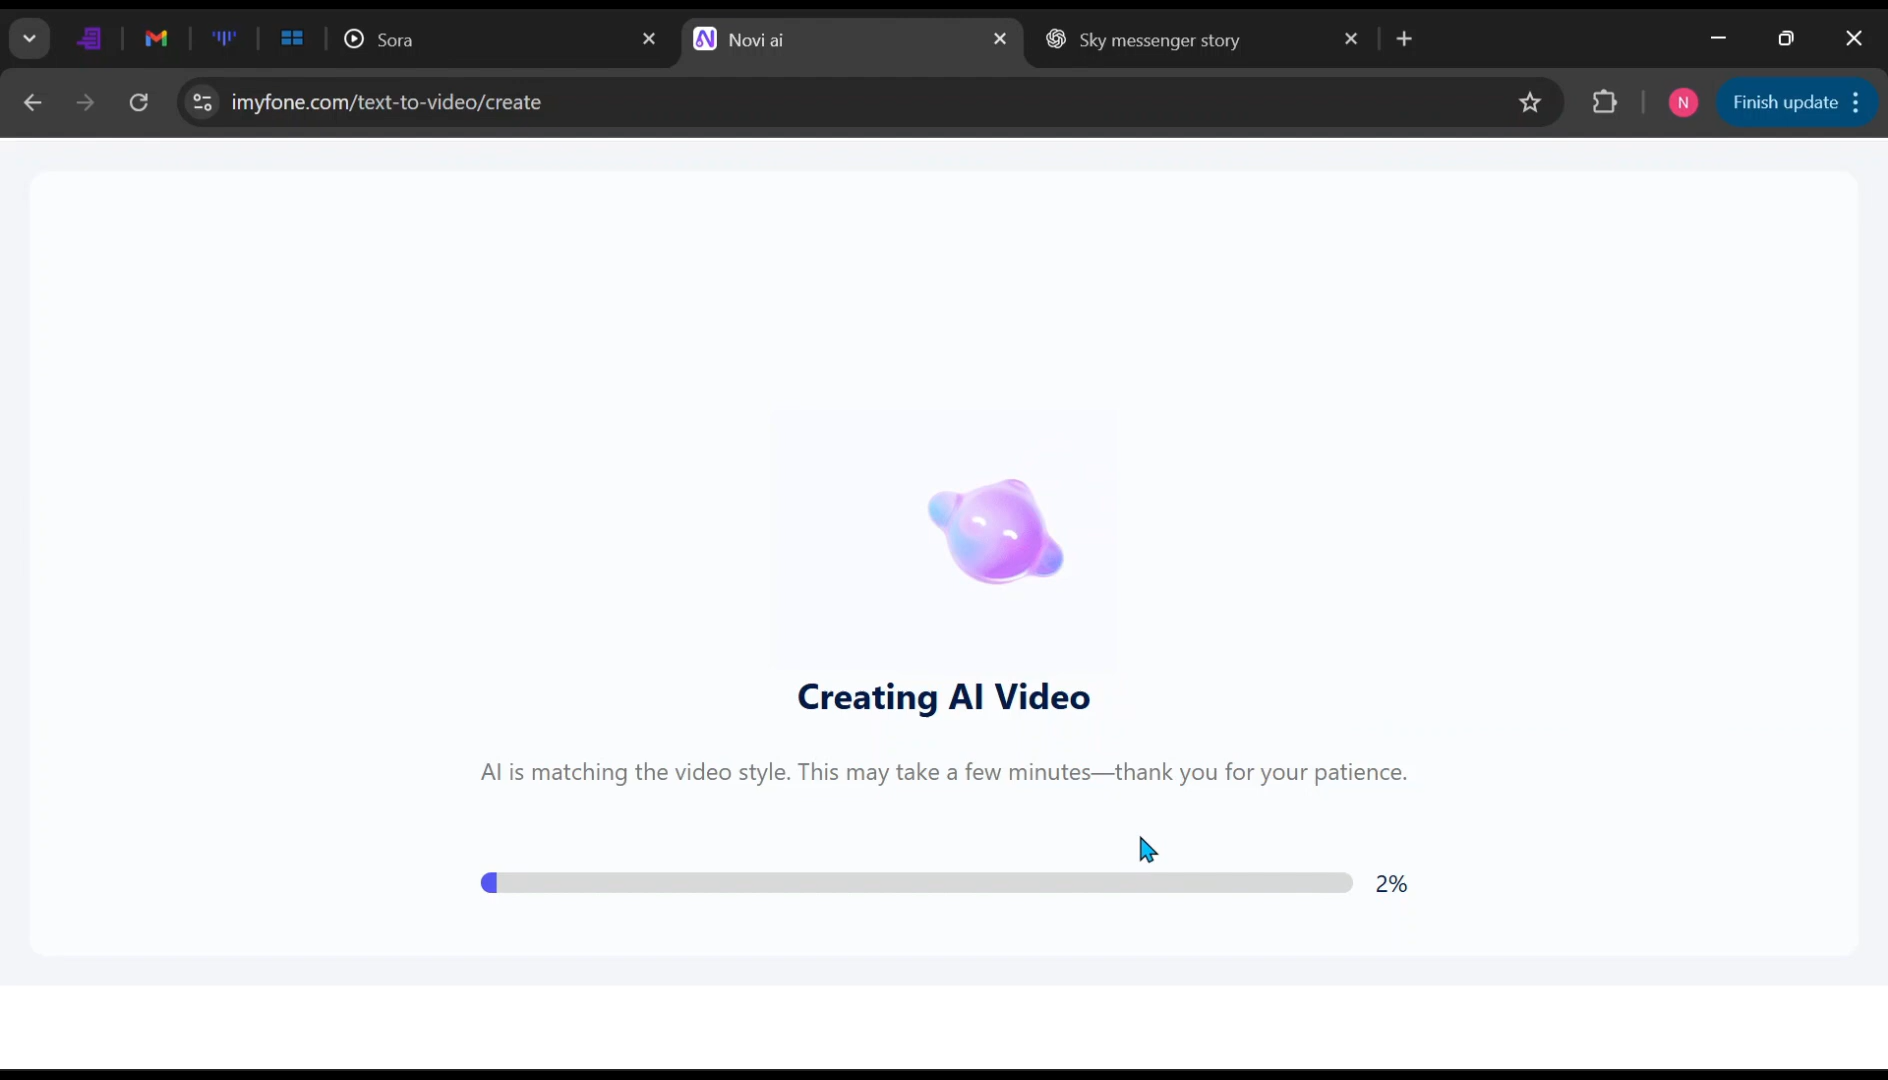 Sora
Novi ai
Sky messenger story
imyfone.com/text-to-video/create
N
Finish update
Creating AI Video
AI is matching the video style. This may take a few minutes—thank you for your patience.
2%